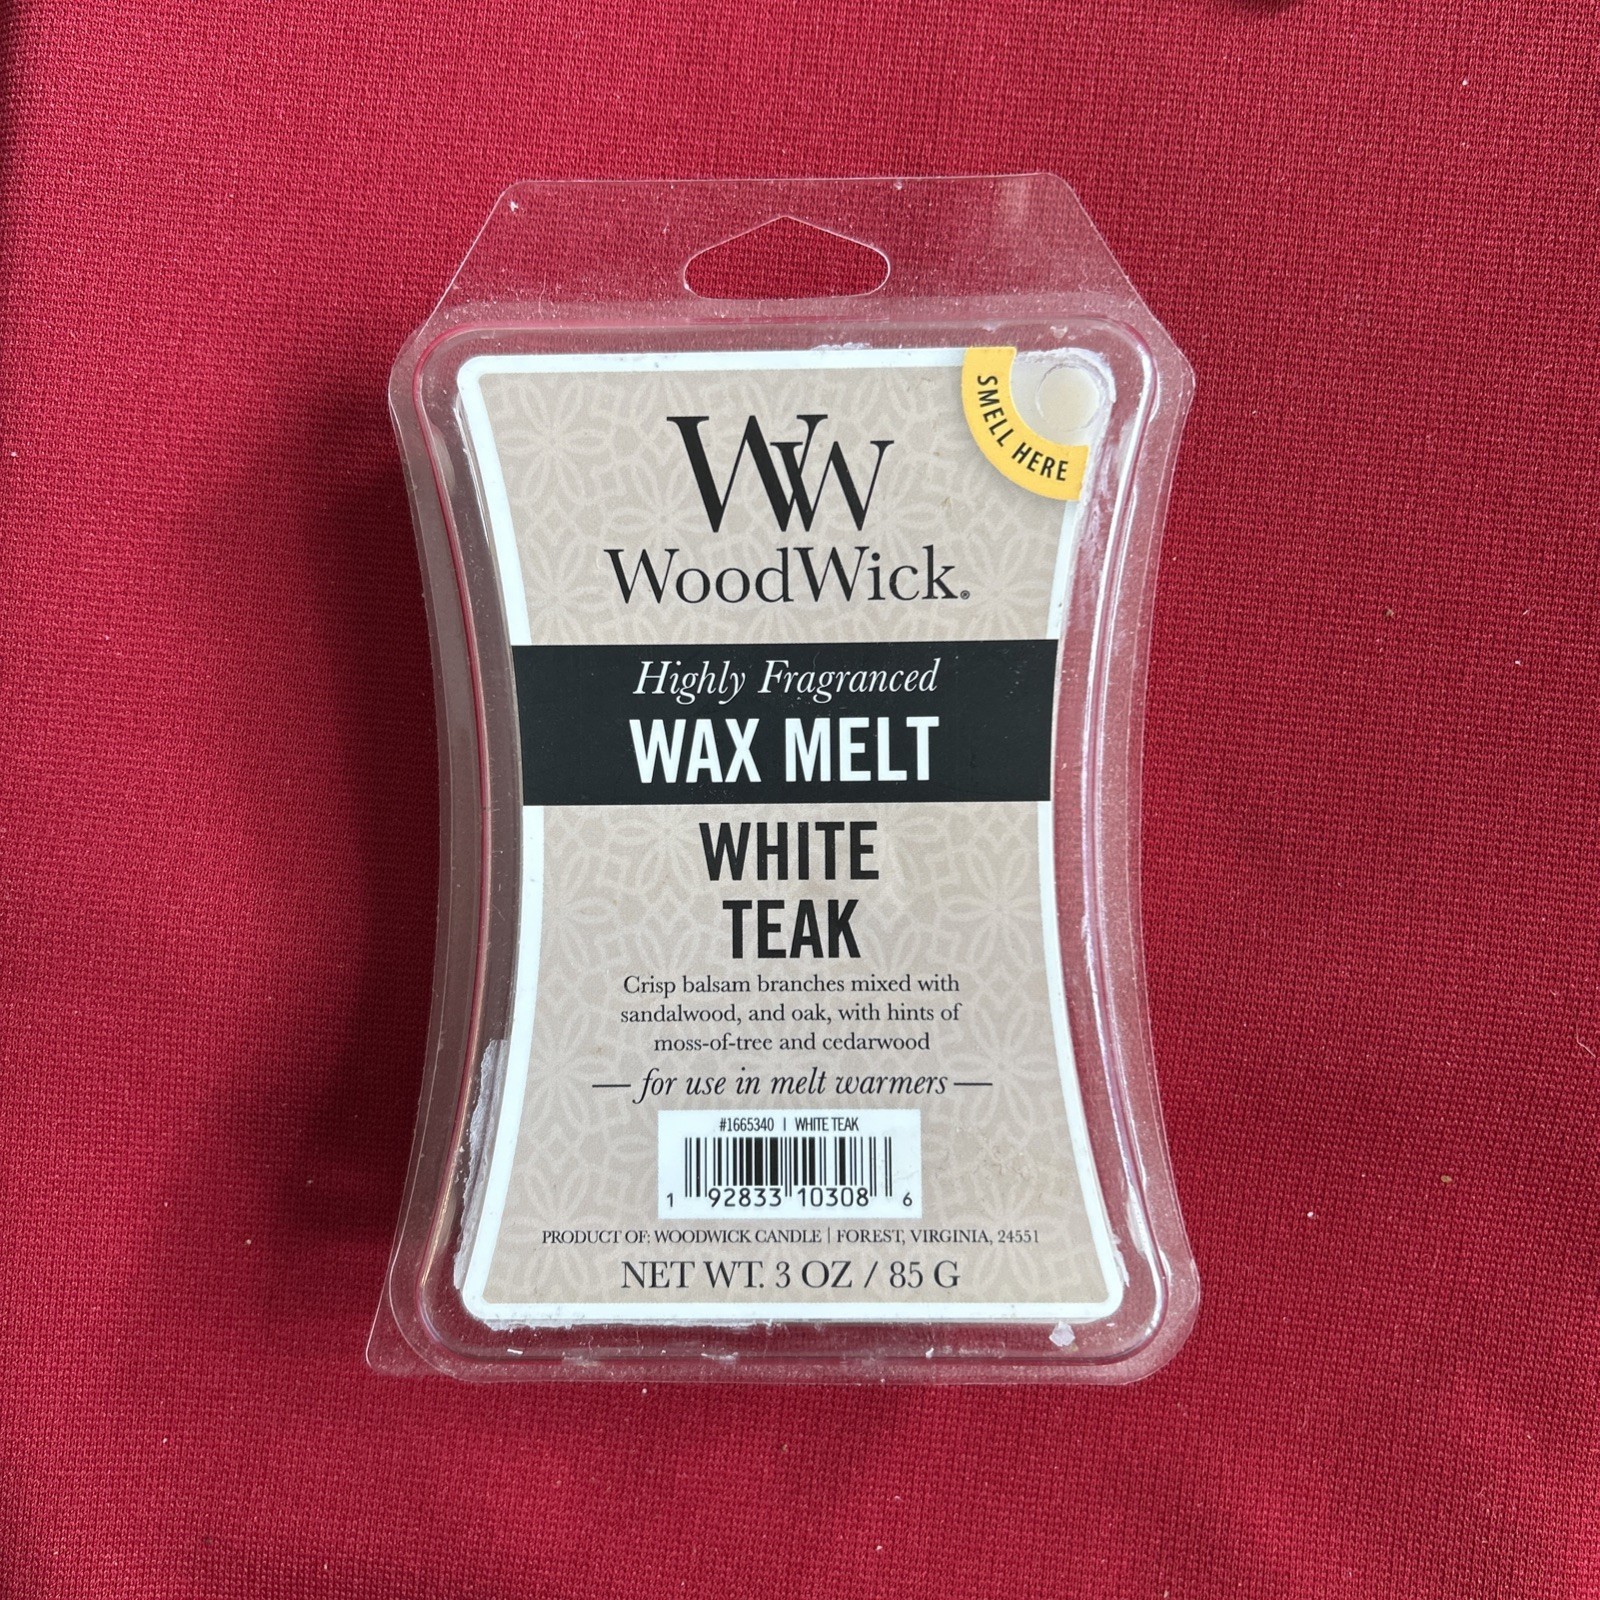 SMELL HERE
WW
WoodWick®
Highly Fragranced
WAX MELT
WHITE
TEAK
Crisp balsam branches mixed with
sandalwood, and oak, with hints of
moss-of-tree and cedarwood
— for use in melt warmers —
#1665340 | WHITE TEAK
1 92833 10308 6
PRODUCT OF: WOODWICK CANDLE | FOREST, VIRGINIA, 24551
NET WT. 3 OZ / 85 G